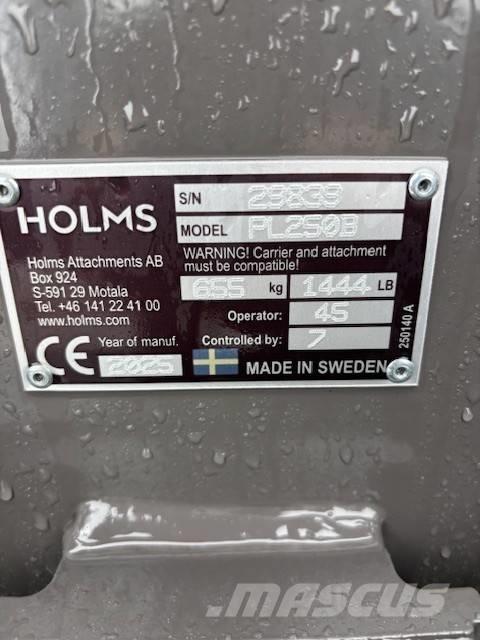 HOLMS
S/N 29829
MODEL PL250B
WARNING! Carrier and attachment
must be compatible!
655 kg 1444 LB
Operator: 45
Controlled by: 7
Holms Attachments AB
Box 924
S-591 29 Motala
Tel. +46 141 22 41 00
www.holms.com
CE Year of manuf. 2025
MADE IN SWEDEN
250140 A
MASCUS